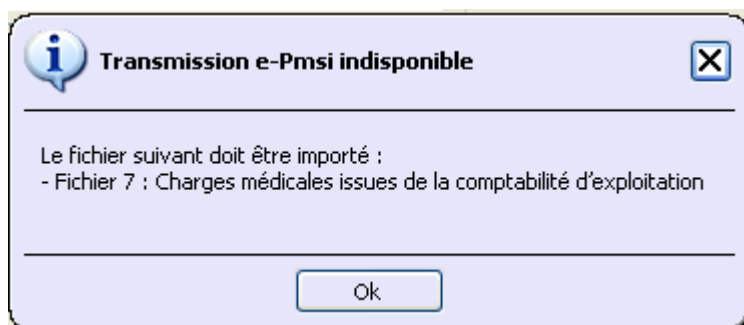 Transmission e-Pmsi indisponible
Le fichier suivant doit être importé :
- Fichier 7 : Charges médicales issues de la comptabilité d'exploitation
Ok